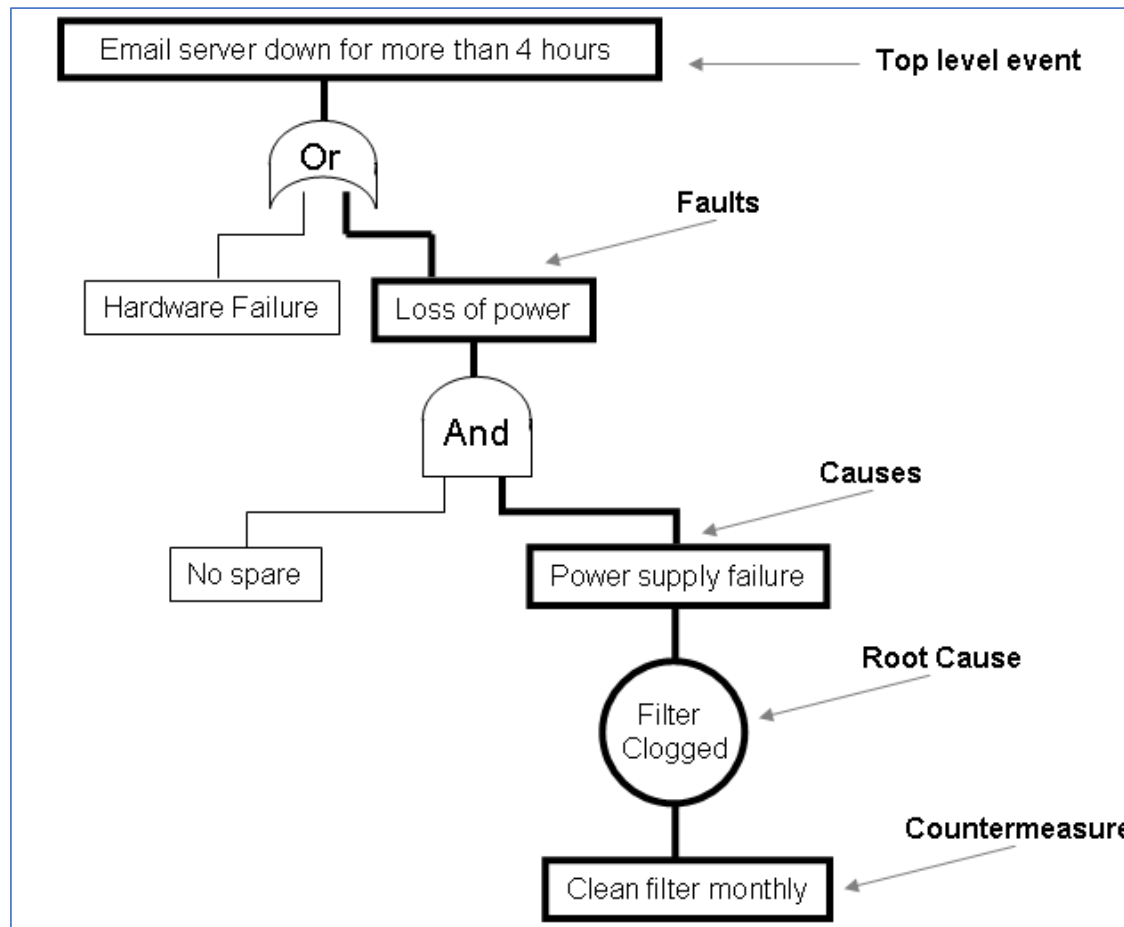 Email server down for more than 4 hours
Top level event
Or
Faults
Hardware Failure
Loss of power
And
Causes
No spare
Power supply failure
Root Cause
Filter
Clogged
Countermeasure
Clean filter monthly